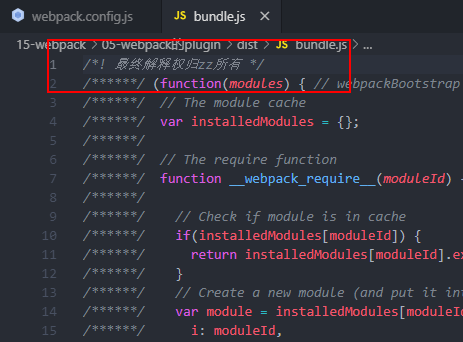 webpack.config.js
JS bundle.js ×
15-webpack > 05-webpack的plugin > dist > JS bundle.js > ...
1 /*! 最终解释权归zz所有 */
2 /******/ (function(modules) { // webpackBootstrap
3 /******/ // The module cache
4 /******/ var installedModules = {};
5 /******/
6 /******/ // The require function
7 /******/ function __webpack_require__(moduleId) {
8 /******/
9 /******/ // Check if module is in cache
10 /******/ if(installedModules[moduleId]) {
11 /******/ return installedModules[moduleId].ex
12 /******/ }
13 /******/ // Create a new module (and put it int
14 /******/ var module = installedModules[moduleI
15 /******/ i: moduleId,